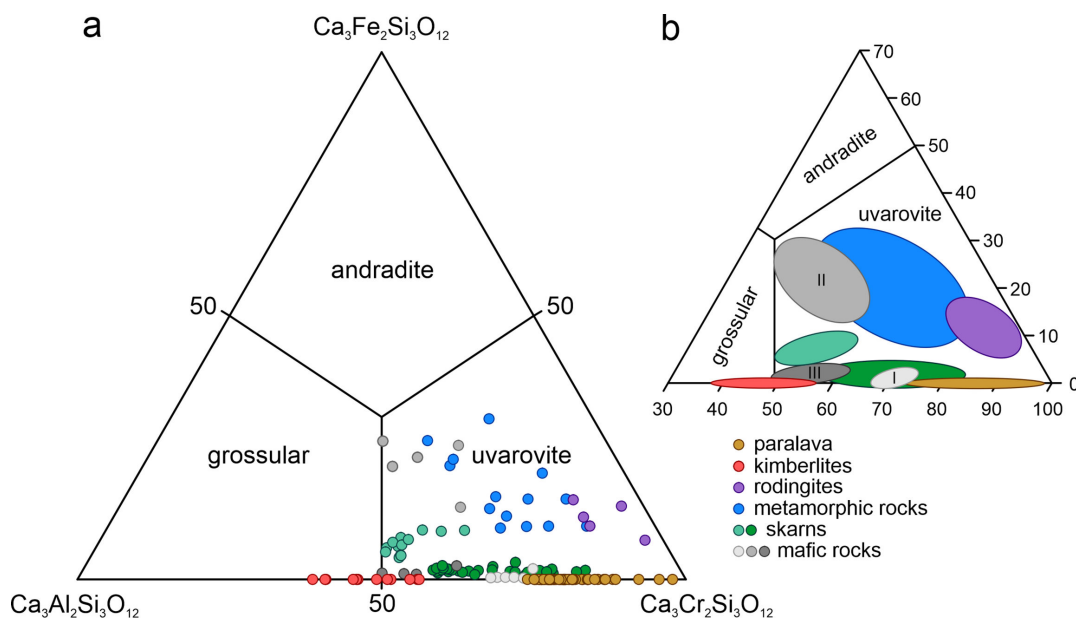 a
Ca₃Fe₂Si₃O₁₂
50
50
andradite
grossular
uvarovite
Ca₃Al₂Si₃O₁₂
50
Ca₃Cr₂Si₃O₁₂
b
70
60
50
40
30
20
10
0
andradite
uvarovite
grossular
II
III
I
30 40 50 60 70 80 90 100
paralava
kimberlites
rodingites
metamorphic rocks
skarns
mafic rocks